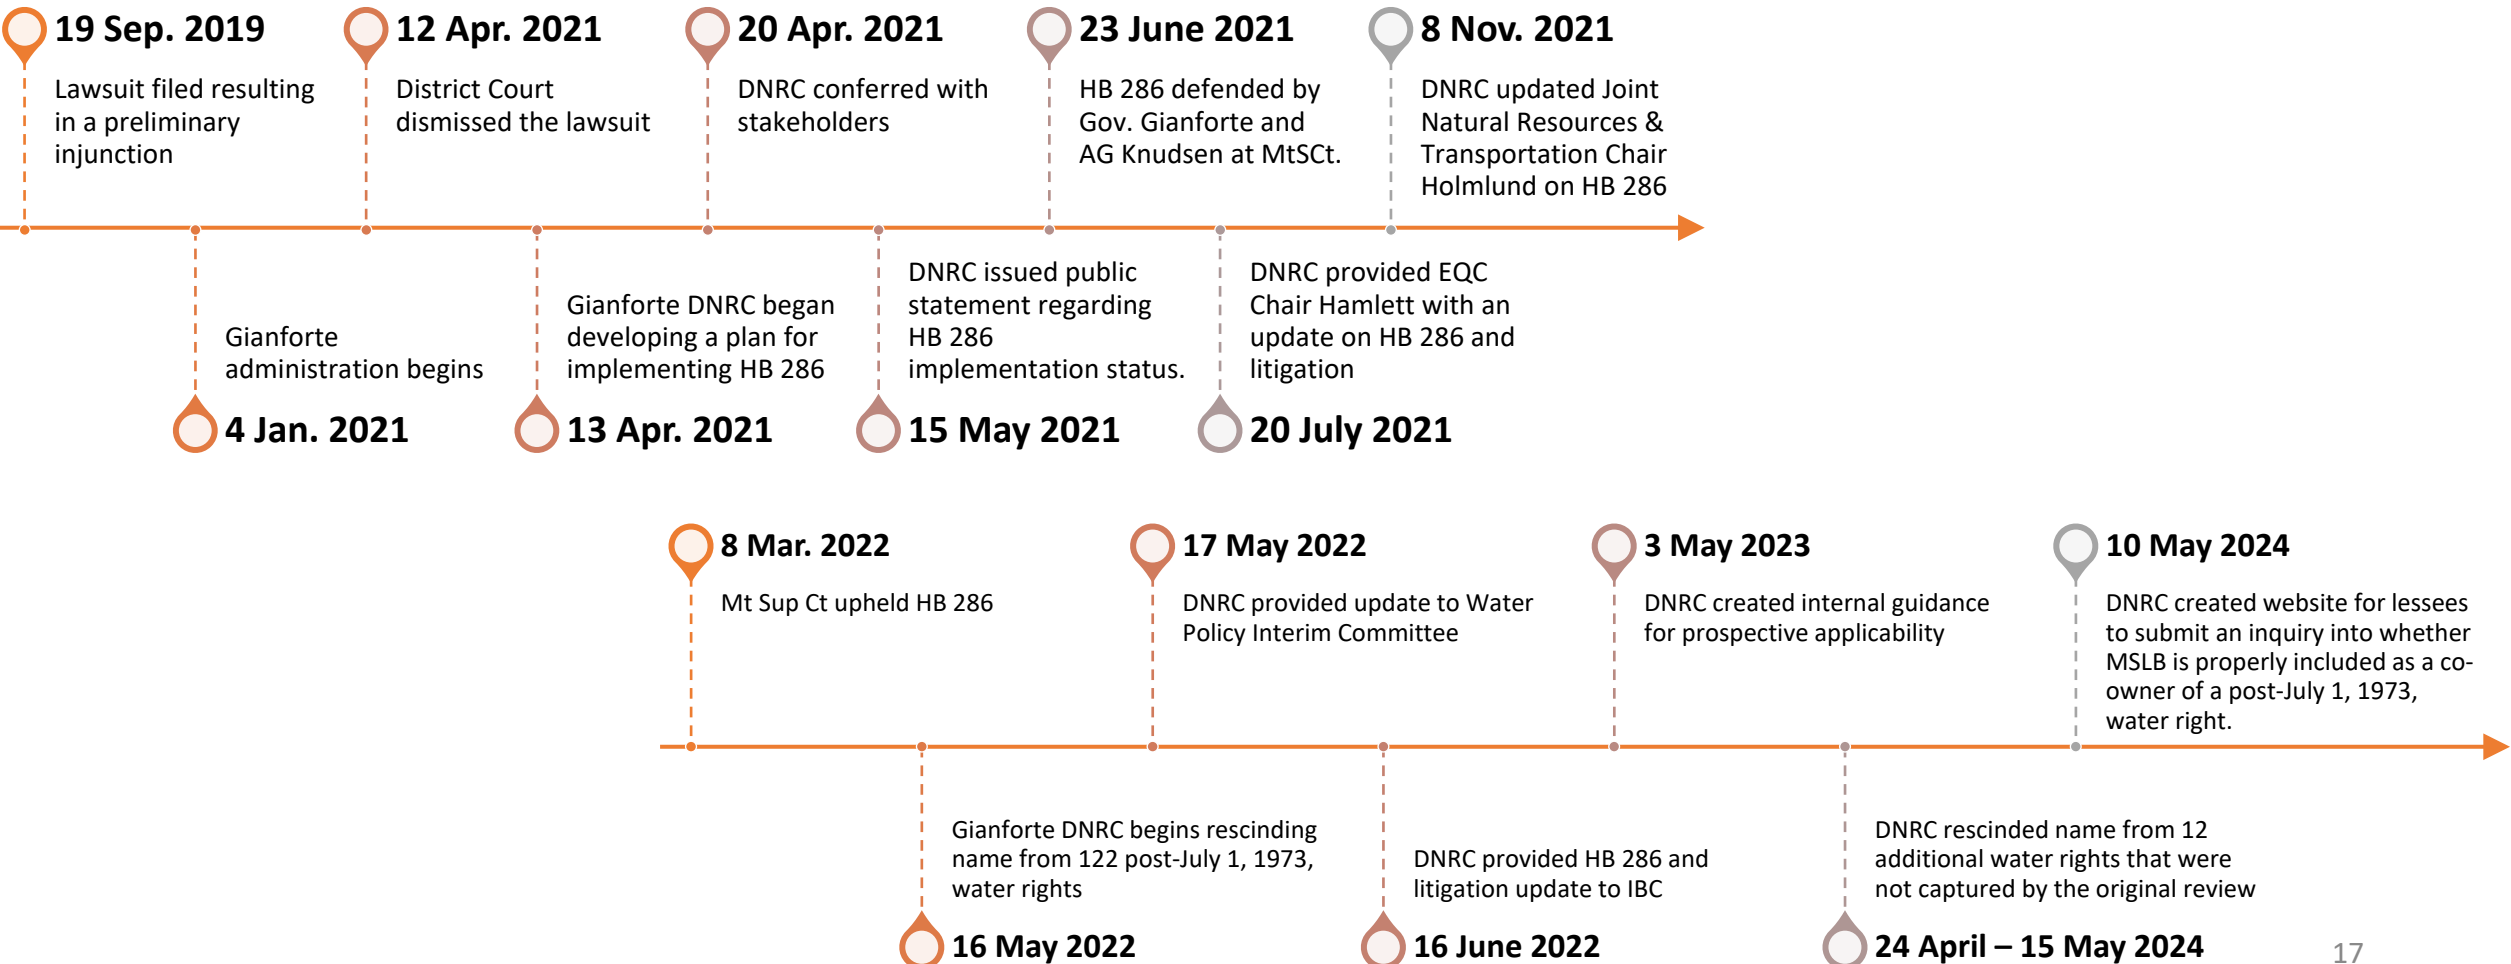 19 Sep. 2019
Lawsuit filed resulting
in a preliminary
injunction
12 Apr. 2021
District Court
dismissed the lawsuit
20 Apr. 2021
DNRC conferred with
stakeholders
23 June 2021
HB 286 defended by
Gov. Gianforte and
AG Knudsen at MtSCt.
8 Nov. 2021
DNRC updated Joint
Natural Resources &
Transportation Chair
Holmlund on HB 286
Gianforte
administration begins
4 Jan. 2021
Gianforte DNRC began
developing a plan for
implementing HB 286
13 Apr. 2021
DNRC issued public
statement regarding
HB 286
implementation status.
15 May 2021
DNRC provided EQC
Chair Hamlett with an
update on HB 286 and
litigation
20 July 2021
8 Mar. 2022
Mt Sup Ct upheld HB 286
17 May 2022
DNRC provided update to Water
Policy Interim Committee
3 May 2023
DNRC created internal guidance
for prospective applicability
10 May 2024
DNRC created website for lessees
to submit an inquiry into whether
MSLB is properly included as a co-
owner of a post-July 1, 1973,
water right.
Gianforte DNRC begins rescinding
name from 122 post-July 1, 1973,
water rights
16 May 2022
DNRC provided HB 286 and
litigation update to IBC
16 June 2022
DNRC rescinded name from 12
additional water rights that were
not captured by the original review
24 April – 15 May 2024
17